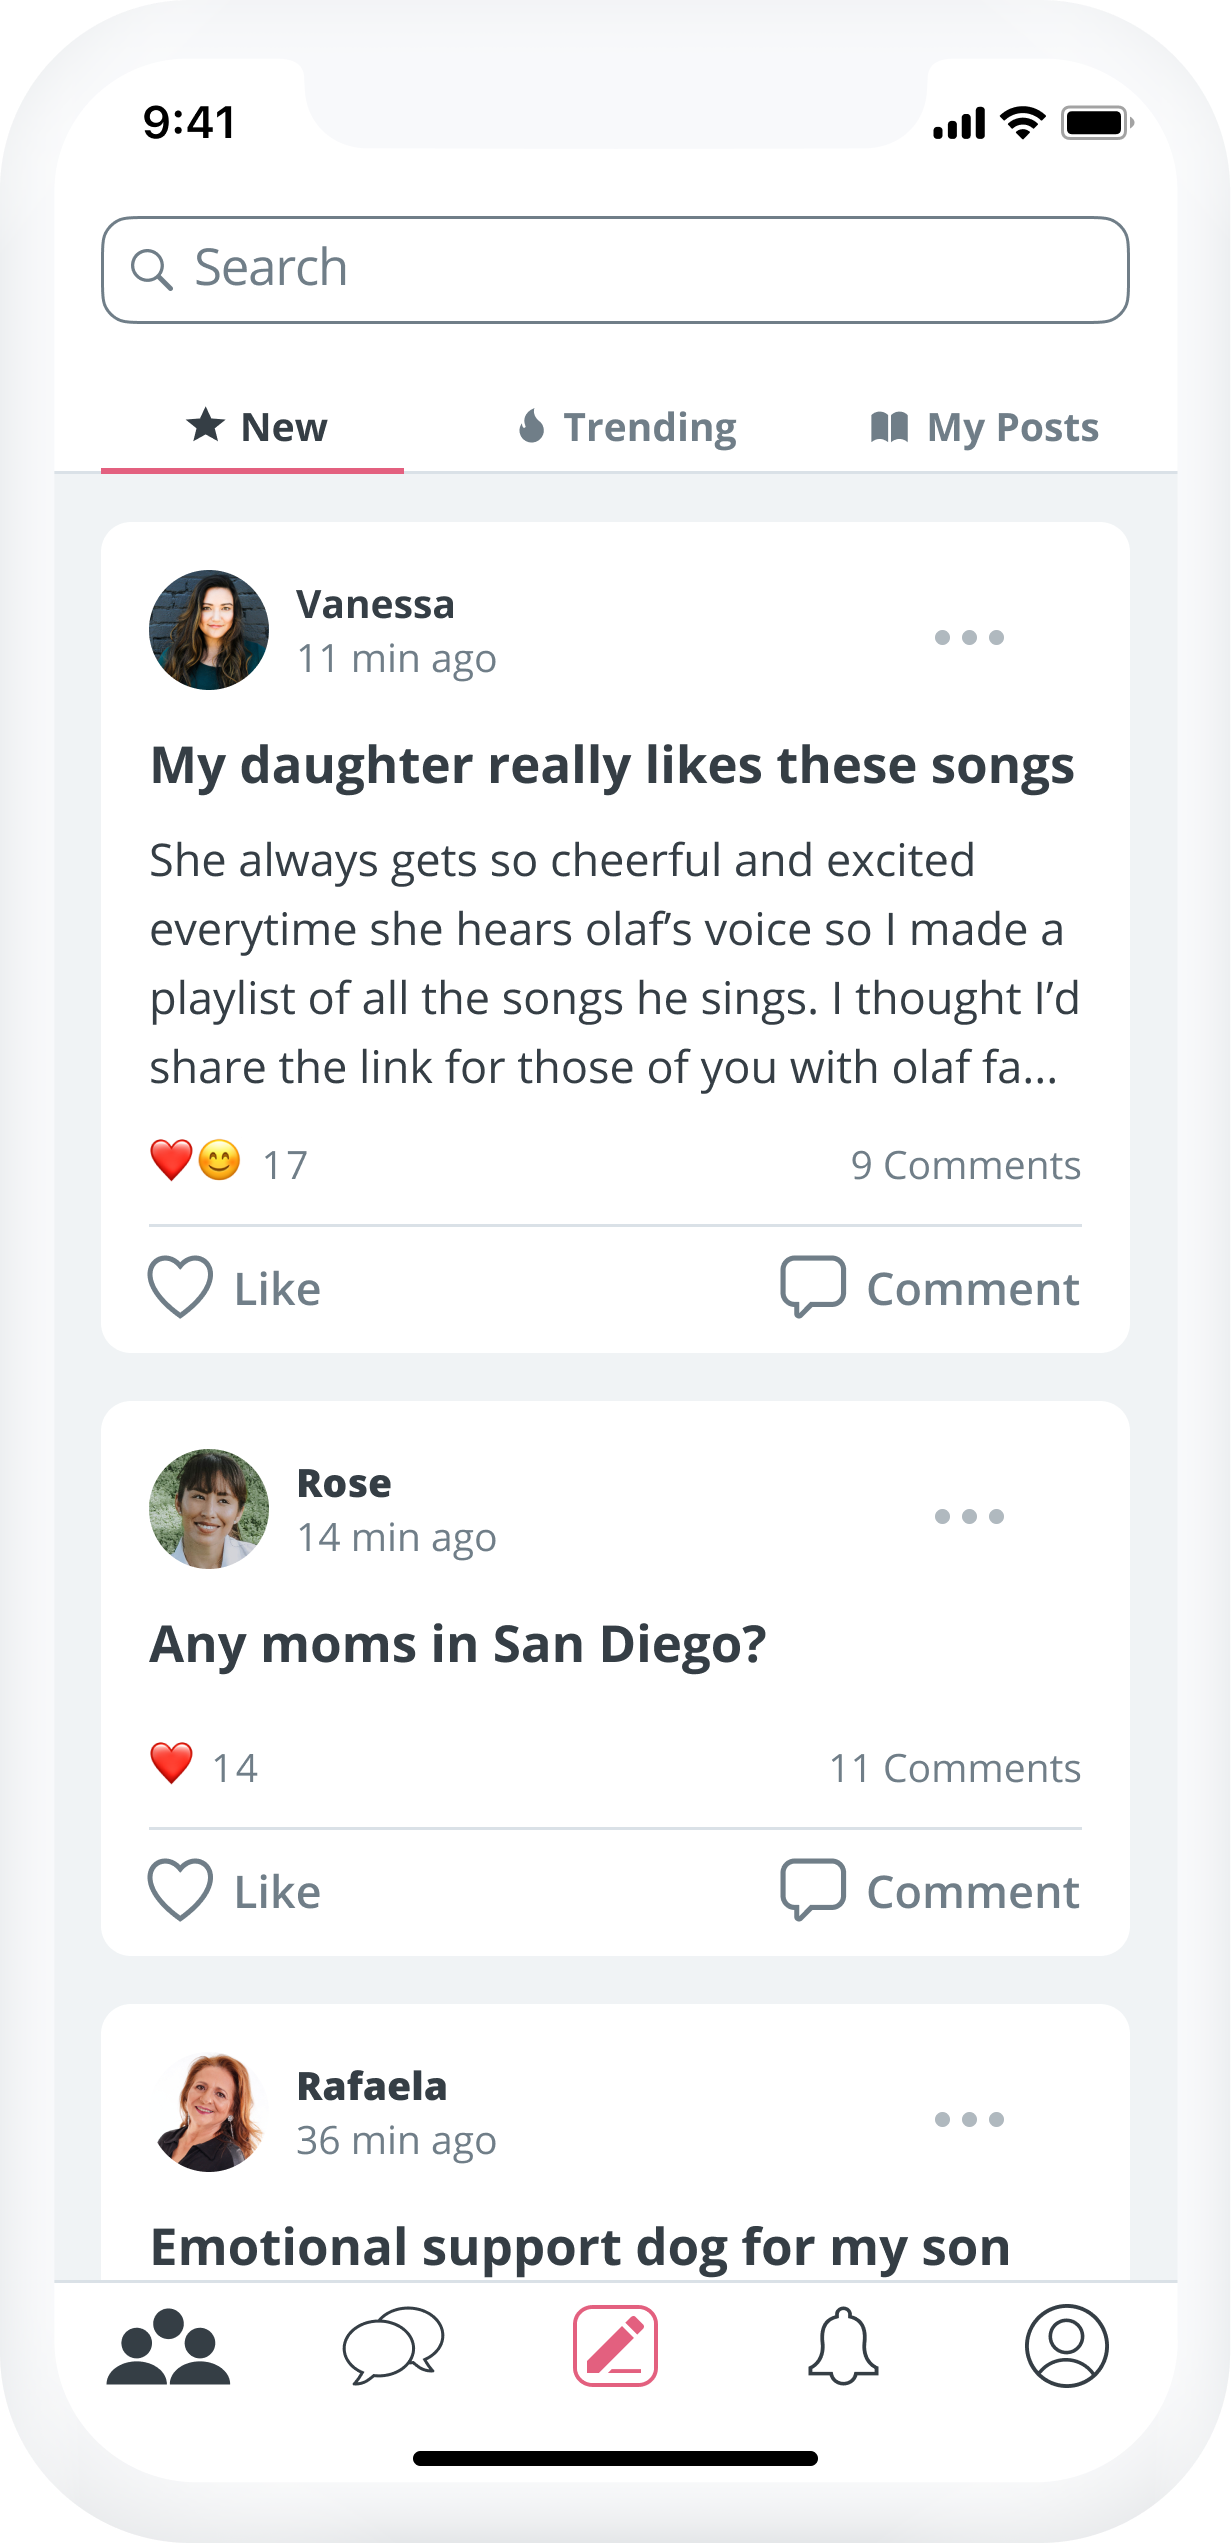 9:41
Search
New
Trending
My Posts
Vanessa
11 min ago
My daughter really likes these songs
She always gets so cheerful and excited
everytime she hears olaf’s voice so I made a
playlist of all the songs he sings. I thought I’d
share the link for those of you with olaf fa...
17
9 Comments
Like
Comment
Rose
14 min ago
Any moms in San Diego?
14
11 Comments
Like
Comment
Rafaela
36 min ago
Emotional support dog for my son